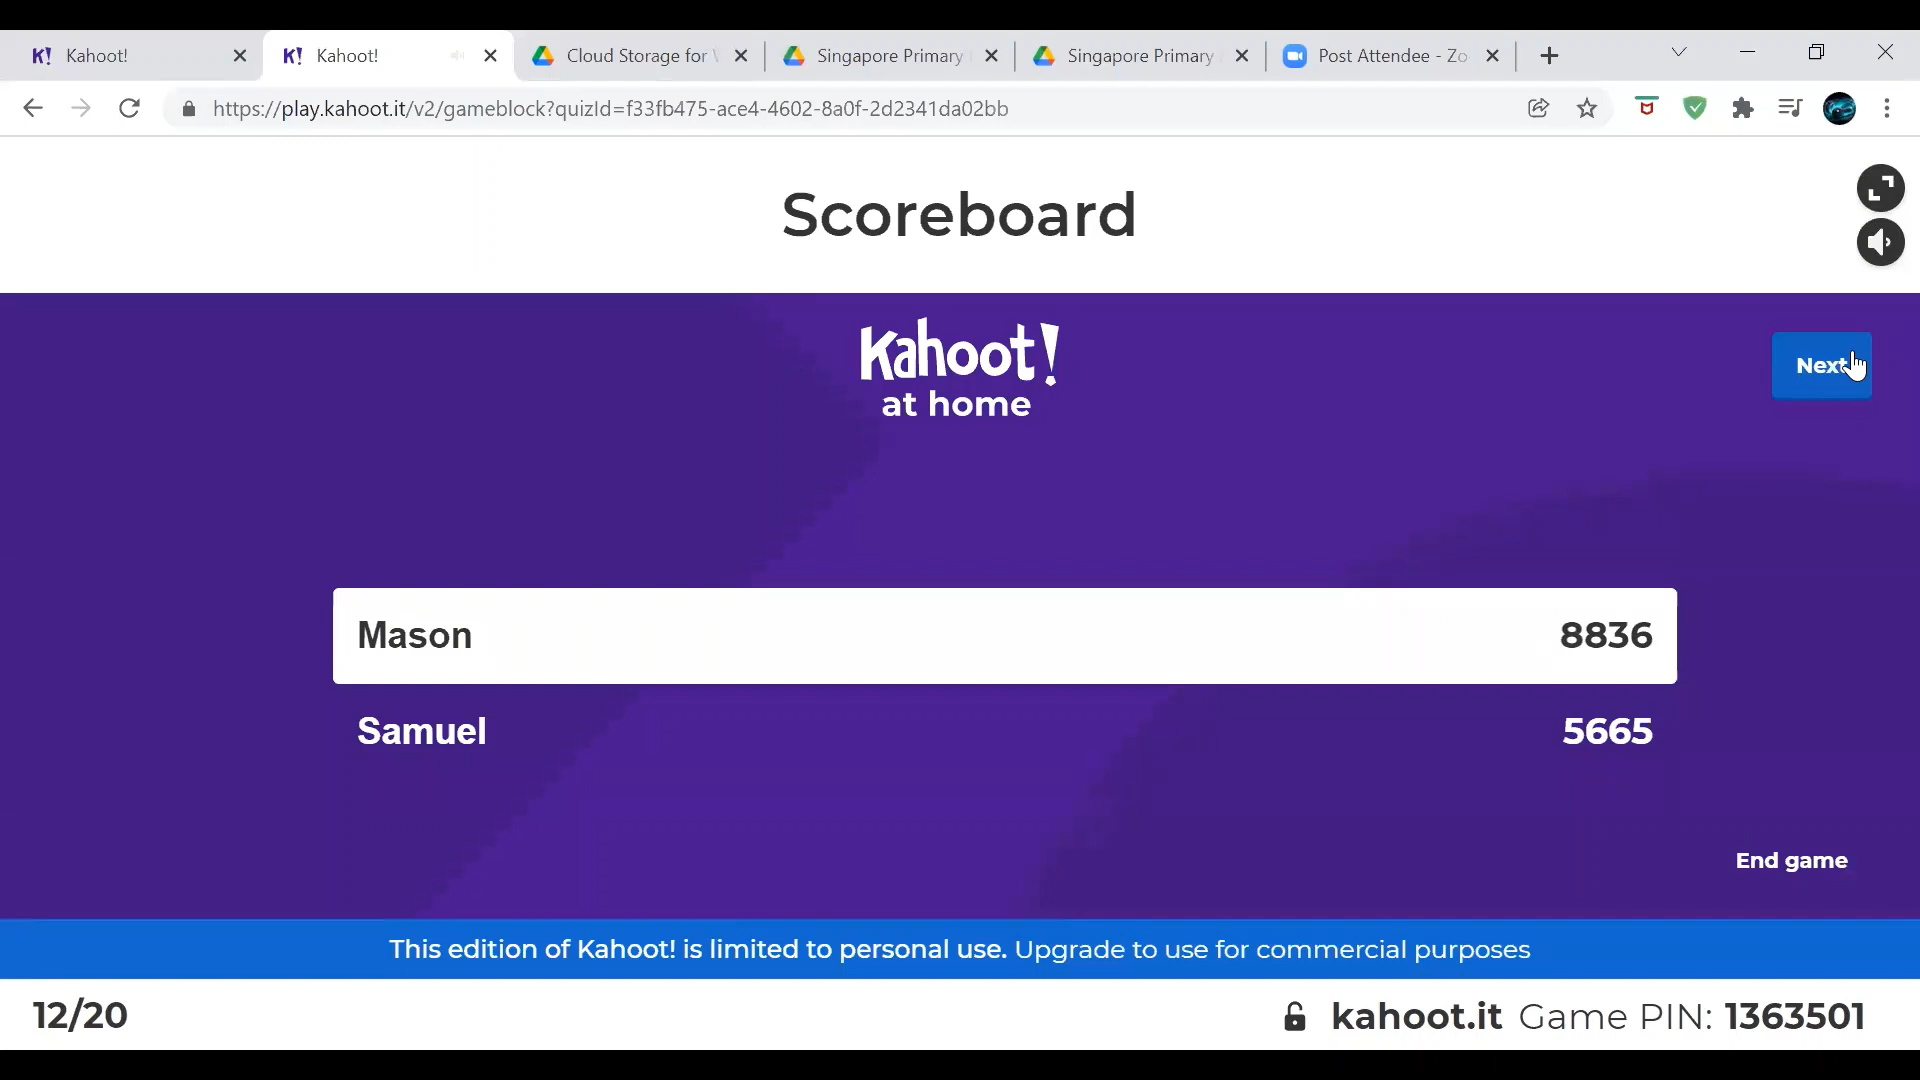 Kahoot!
Kahoot!
Cloud Storage for
Singapore Primary
Singapore Primary
Post Attendee - Zo
https://play.kahoot.it/v2/gameblock?quizId=f33fb475-ace4-4602-8a0f-2d2341da02bb
Scoreboard
Kahoot!
at home
Next
Mason 8836
Samuel 5665
End game
This edition of Kahoot! is limited to personal use. Upgrade to use for commercial purposes
12/20
kahoot.it Game PIN: 1363501